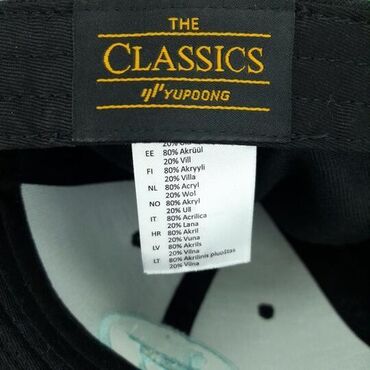 THE
CLASSICS
YUPOONG
20%
EE 80% Akrüül
20% Vill
FI 80% Akryyli
20% Villa
NL 80% Acryl
20% Wol
NO 80% Akryl
20% Ull
IT 80% Acrilica
20% Lana
HR 80% Akril
20% Vuna
LV 80% Akrils
20% Vilna
LT 80% Akrilinis pluoštas
20% Vilna